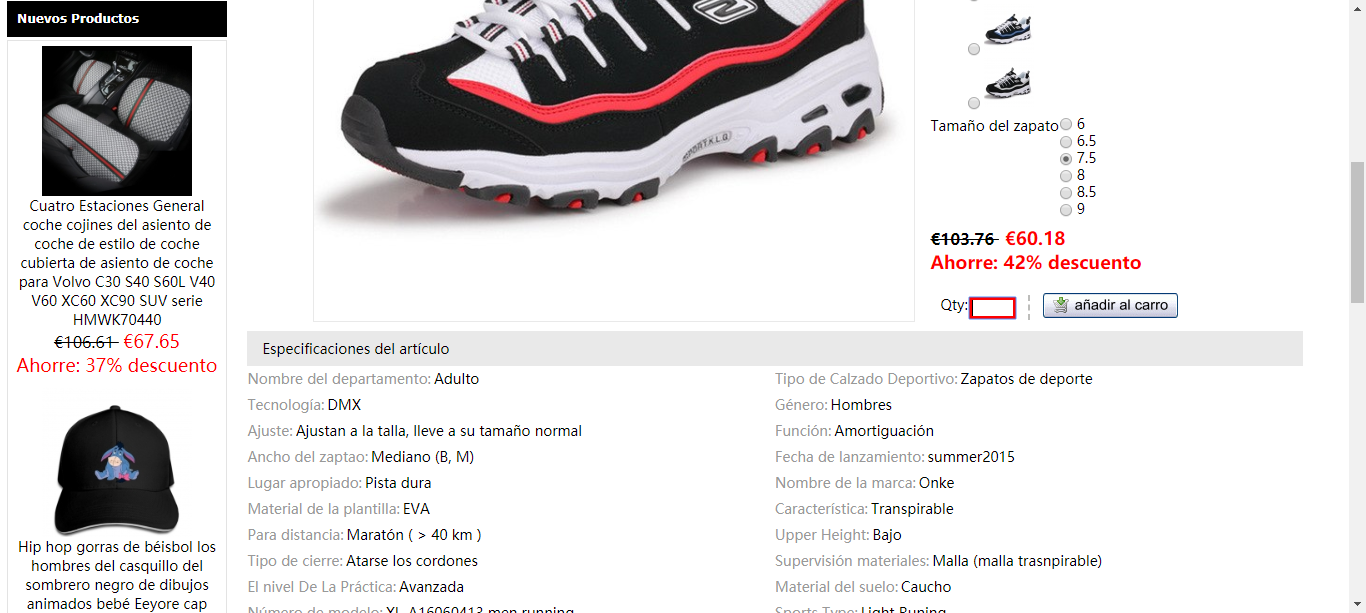 Nuevos Productos
Cuatro Estaciones General
coche cojines del asiento de
coche de estilo de coche
cubierta de asiento de coche
para Volvo C30 S40 S60L V40
V60 XC60 XC90 SUV serie
HMWK70440
€106.61 €67.65
Ahorre: 37% descuento
Hip hop gorras de béisbol los
hombres del casquillo del
sombrero negro de dibujos
animados bebé Eeyore cap
SPORT K.L.Q
Tamaño del zapato
6
6.5
7.5
8
8.5
9
€103.76 €60.18
Ahorre: 42% descuento
Qty: añadir al carro
Especificaciones del artículo
Nombre del departamento: Adulto
Tipo de Calzado Deportivo: Zapatos de deporte
Tecnología: DMX
Género: Hombres
Ajuste: Ajustan a la talla, lleve a su tamaño normal
Función: Amortiguación
Ancho del zaptao: Mediano (B, M)
Fecha de lanzamiento: summer2015
Lugar apropiado: Pista dura
Nombre de la marca: Onke
Material de la plantilla: EVA
Característica: Transpirable
Para distancia: Maratón ( > 40 km )
Upper Height: Bajo
Tipo de cierre: Atarse los cordones
Supervisión materiales: Malla (malla trasnpirable)
El nivel De La Práctica: Avanzada
Material del suelo: Caucho
Número de modelo: XL-A16060413 men running
Sports Type: Light Runing